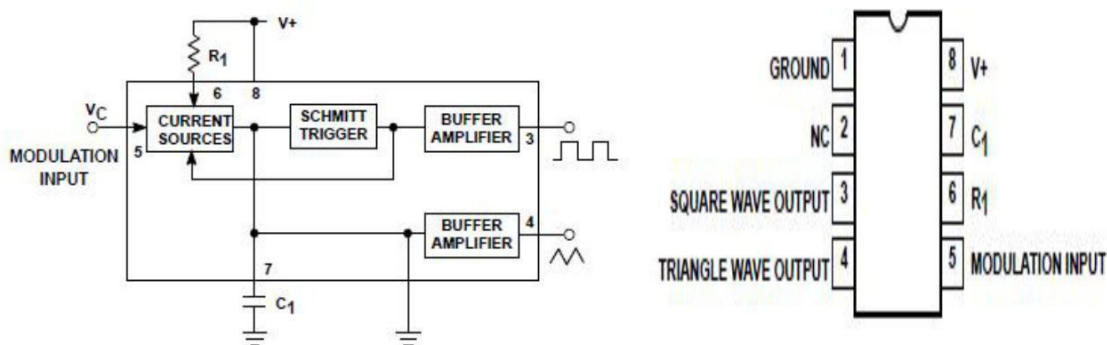 V+
R1
6
8
VC
5
MODULATION
INPUT
CURRENT
SOURCES
SCHMITT
TRIGGER
BUFFER
AMPLIFIER
3
BUFFER
AMPLIFIER
4
7
C1
GROUND 1
8 V+
NC 2
7 C1
SQUARE WAVE OUTPUT 3
6 R1
TRIANGLE WAVE OUTPUT 4
5 MODULATION INPUT